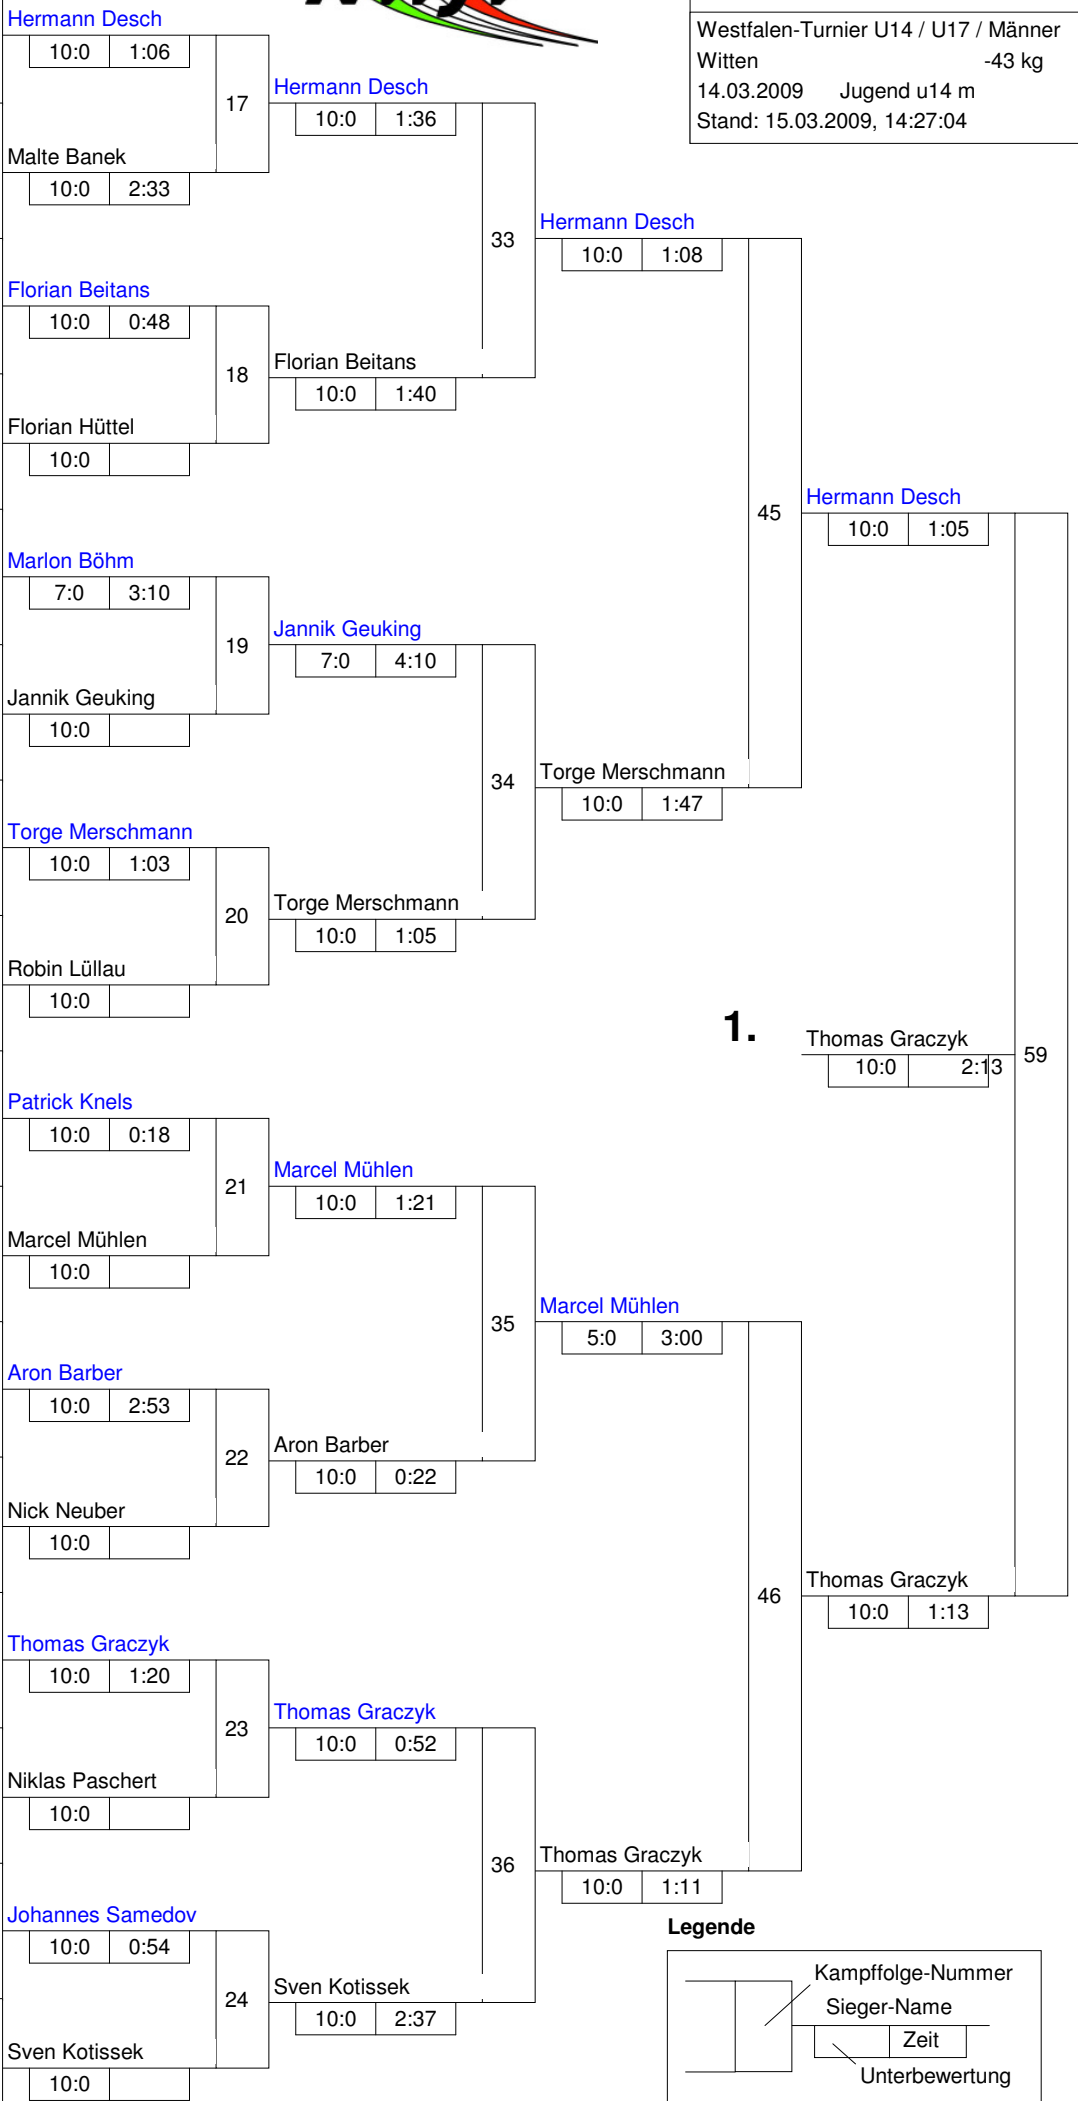 Westfalen-Turnier U14 / U17 / Männer
Witten -43 kg
14.03.2009 Jugend u14 m
Stand: 15.03.2009, 14:27:04
Hermann Desch
10:0 1:06
17
Malte Banek
10:0 2:33
Florian Beitans
10:0 0:48
18
Florian Hüttel
10:0
Marlon Böhm
7:0 3:10
19
Jannik Geuking
10:0
Torge Merschmann
10:0 1:03
20
Robin Lüllau
10:0
Patrick Knels
10:0 0:18
21
Marcel Mühlen
10:0
Aron Barber
10:0 2:53
22
Nick Neuber
10:0
Thomas Graczyk
10:0 1:20
23
Niklas Paschert
10:0
Johannes Samedov
10:0 0:54
24
Sven Kotissek
10:0
Hermann Desch
10:0 1:36
33
Florian Beitans
10:0 1:40
Jannik Geuking
7:0 4:10
34
Torge Merschmann
10:0 1:05
Marcel Mühlen
10:0 1:21
35
Aron Barber
10:0 0:22
Thomas Graczyk
10:0 0:52
36
Sven Kotissek
10:0 2:37
Hermann Desch
10:0 1:08
45
Torge Merschmann
10:0 1:47
Marcel Mühlen
5:0 3:00
46
Thomas Graczyk
10:0 1:11
Hermann Desch
10:0 1:05
59
Thomas Graczyk
10:0 1:13
1.
Thomas Graczyk
10:0 2:13
Legende
Kampffolge-Nummer
Sieger-Name
Zeit
Unterbewertung